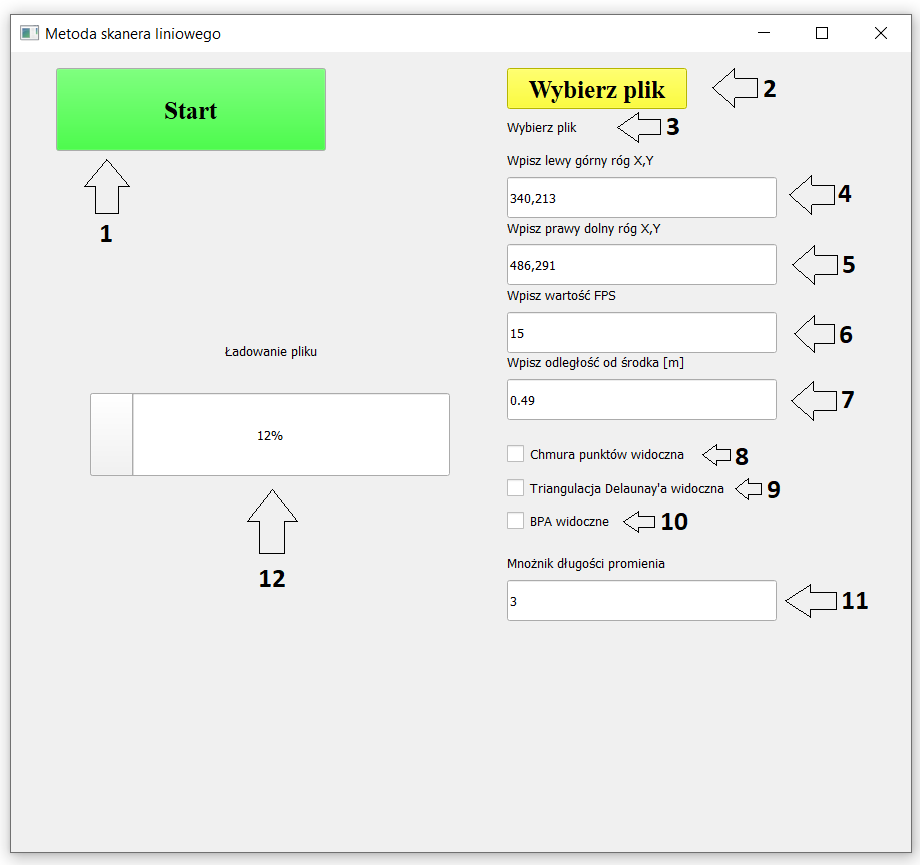 Metoda skanera liniowego
Start
1
Wybierz plik
2
Wybierz plik
3
Wpisz lewy górny róg X,Y
340,213
4
Wpisz prawy dolny róg X,Y
486,291
5
Wpisz wartość FPS
15
6
Wpisz odległość od środka [m]
0.49
7
Chmura punktów widoczna
8
Triangulacja Delaunay'a widoczna
9
BPA widoczne
10
Mnożnik długości promienia
3
11
Ładowanie pliku
12%
12